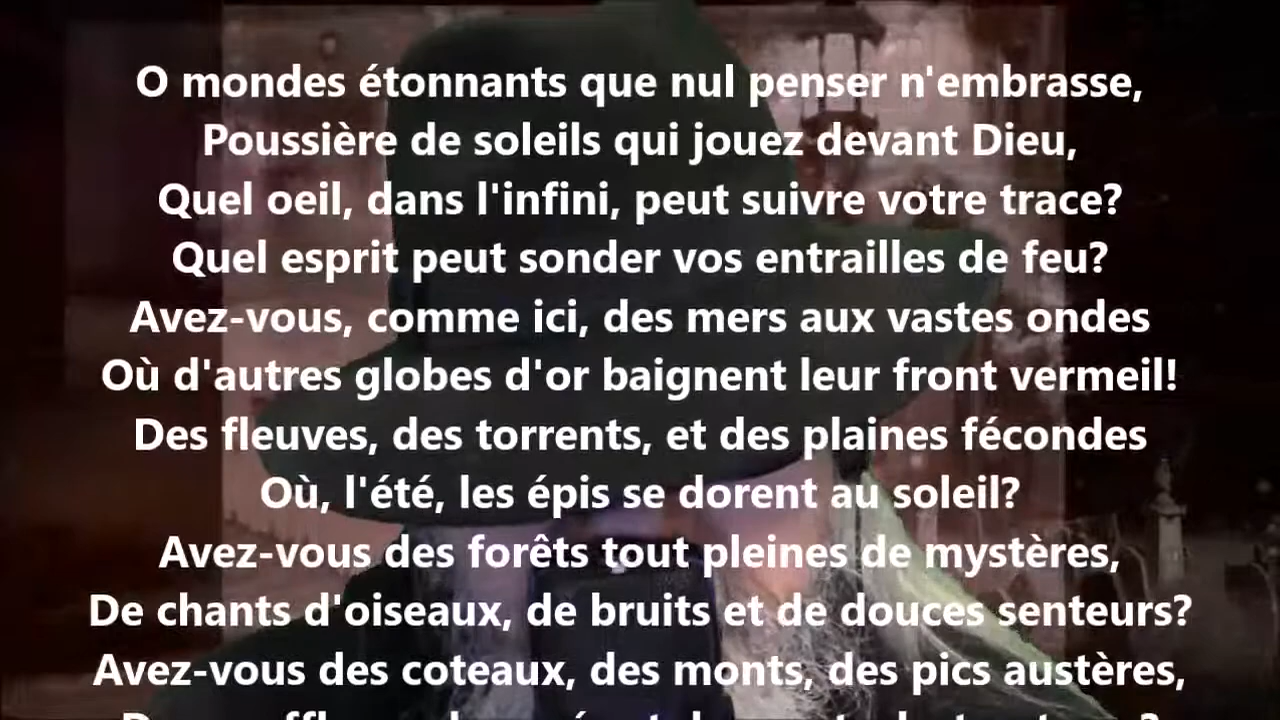 O mondes étonnants que nul penser n'embrasse,
Poussière de soleils qui jouez devant Dieu,
Quel oeil, dans l'infini, peut suivre votre trace?
Quel esprit peut sonder vos entrailles de feu?
Avez-vous, comme ici, des mers aux vastes ondes
Où d'autres globes d'or baignent leur front vermeil!
Des fleuves, des torrents, et des plaines fécondes
Où, l'été, les épis se dorent au soleil?
Avez-vous des forêts tout pleines de mystères,
De chants d'oiseaux, de bruits et de douces senteurs?
Avez-vous des coteaux, des monts, des pics austères,